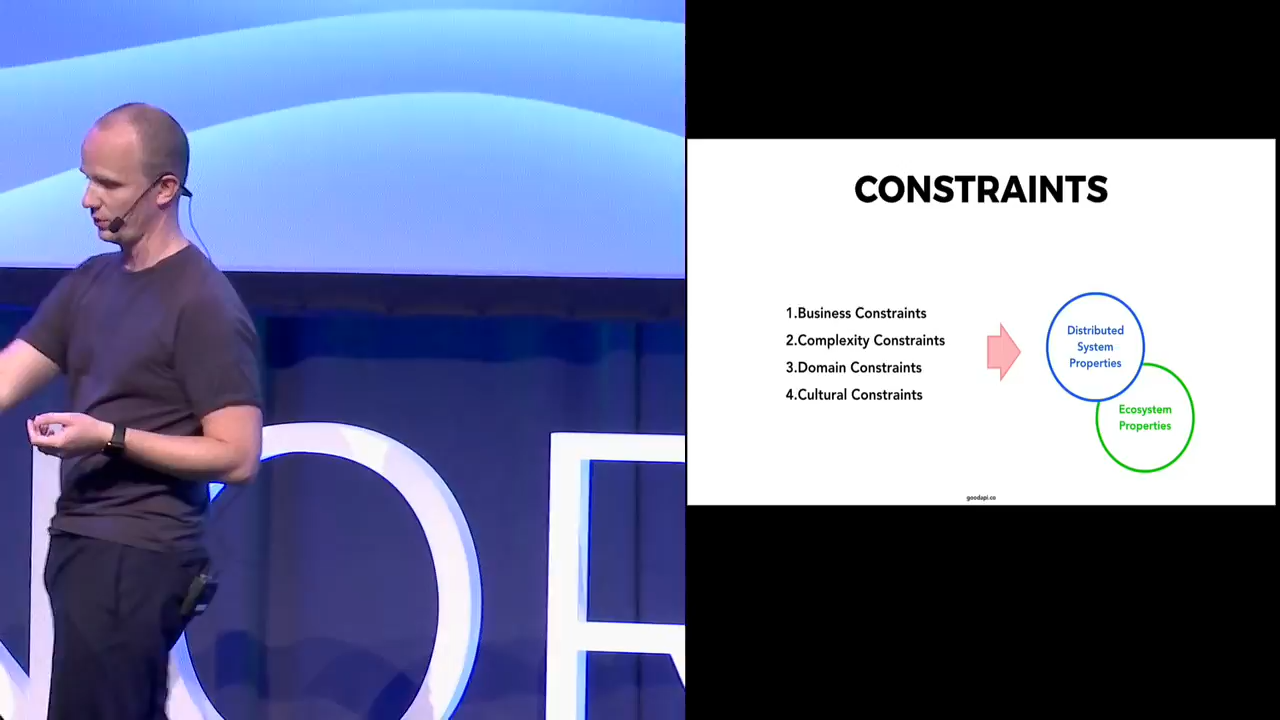 NOR
CONSTRAINTS
1.Business Constraints
2.Complexity Constraints
3.Domain Constraints
4.Cultural Constraints
Distributed
System
Properties
Ecosystem
Properties
goodapi.co